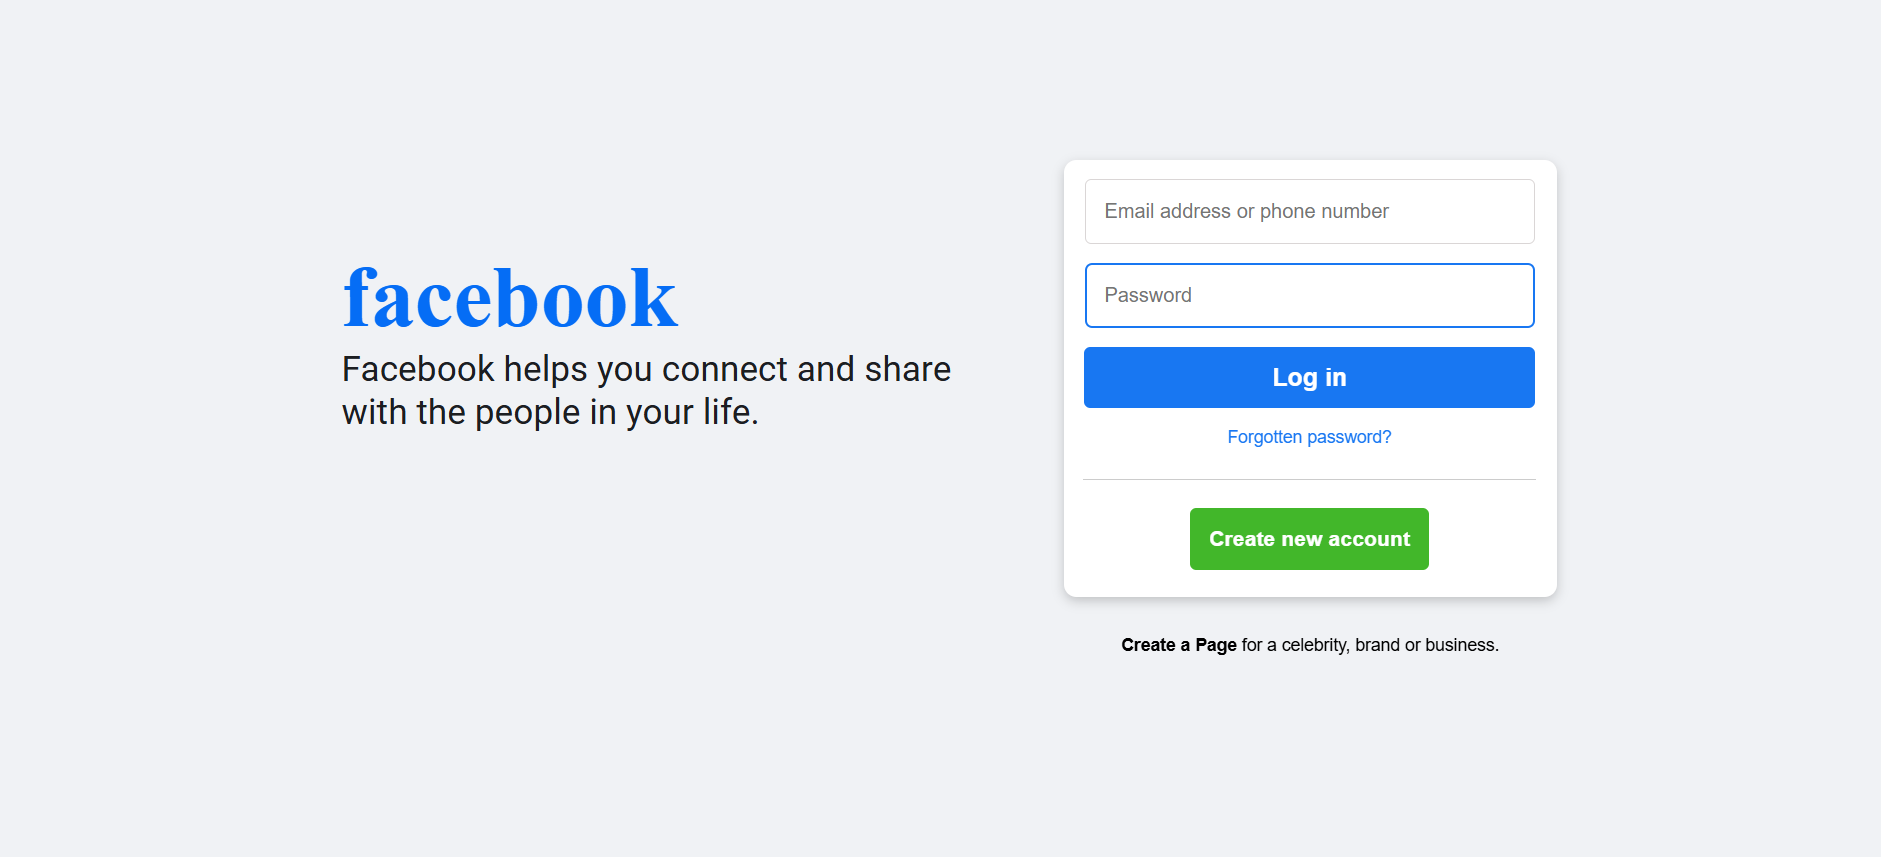 facebook
Facebook helps you connect and share
with the people in your life.
Email address or phone number
Password
Log in
Forgotten password?
Create new account
Create a Page for a celebrity, brand or business.